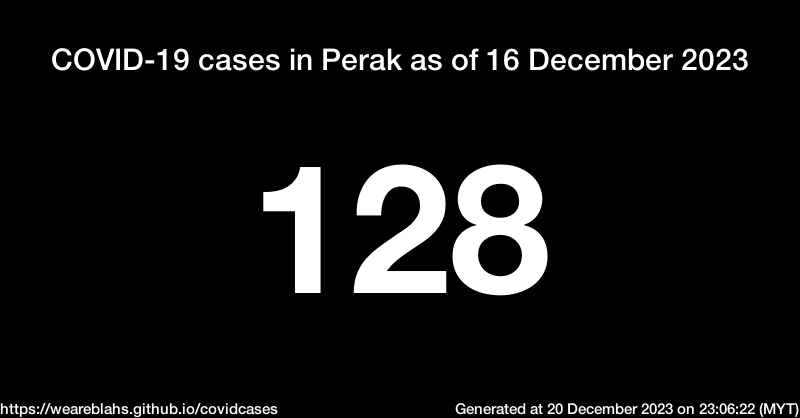 COVID-19 cases in Perak as of 16 December 2023
128
https://weareblahs.github.io/covidcases
Generated at 20 December 2023 on 23:06:22 (MYT)